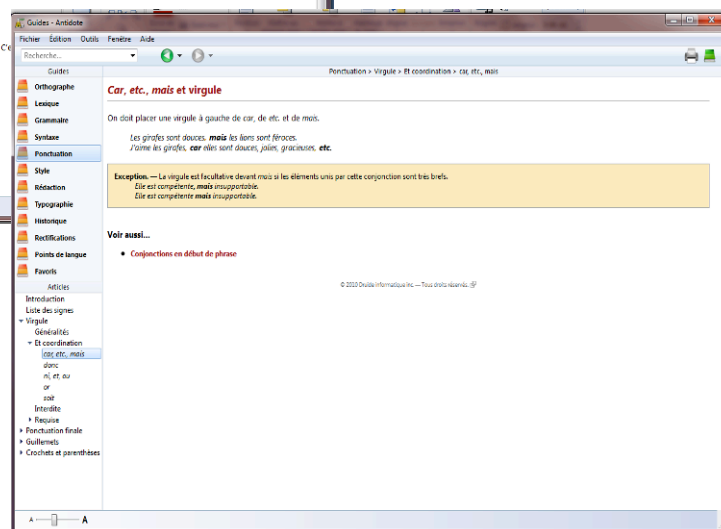 Guides - Antidote
Fichier Édition Outils Fenêtre Aide
C'e
Recherche...
Guides
Ponctuation > Virgule > Et coordination > car, etc., mais
Orthographe
Lexique
Grammaire
Syntaxe
Ponctuation
Style
Rédaction
Typographie
Historique
Rectifications
Points de langue
Favoris
Articles
Introduction
Liste des signes
Virgule
Généralités
Et coordination
car, etc., mais
donc
ni, et, ou
or
soit
Interdite
Requise
Ponctuation finale
Guillemets
Crochets et parenthèses
A A
Car, etc., mais et virgule
On doit placer une virgule à gauche de car, de etc. et de mais.
Les girafes sont douces, mais les lions sont féroces.
J'aime les girafes, car elles sont douces, jolies, gracieuses, etc.
Exception. — La virgule est facultative devant mais si les éléments unis par cette conjonction sont très brefs.
Elle est compétente, mais insupportable.
Elle est compétente mais insupportable.
Voir aussi...
• Conjonctions en début de phrase
© 2010 Druide informatique inc. — Tous droits réservés.